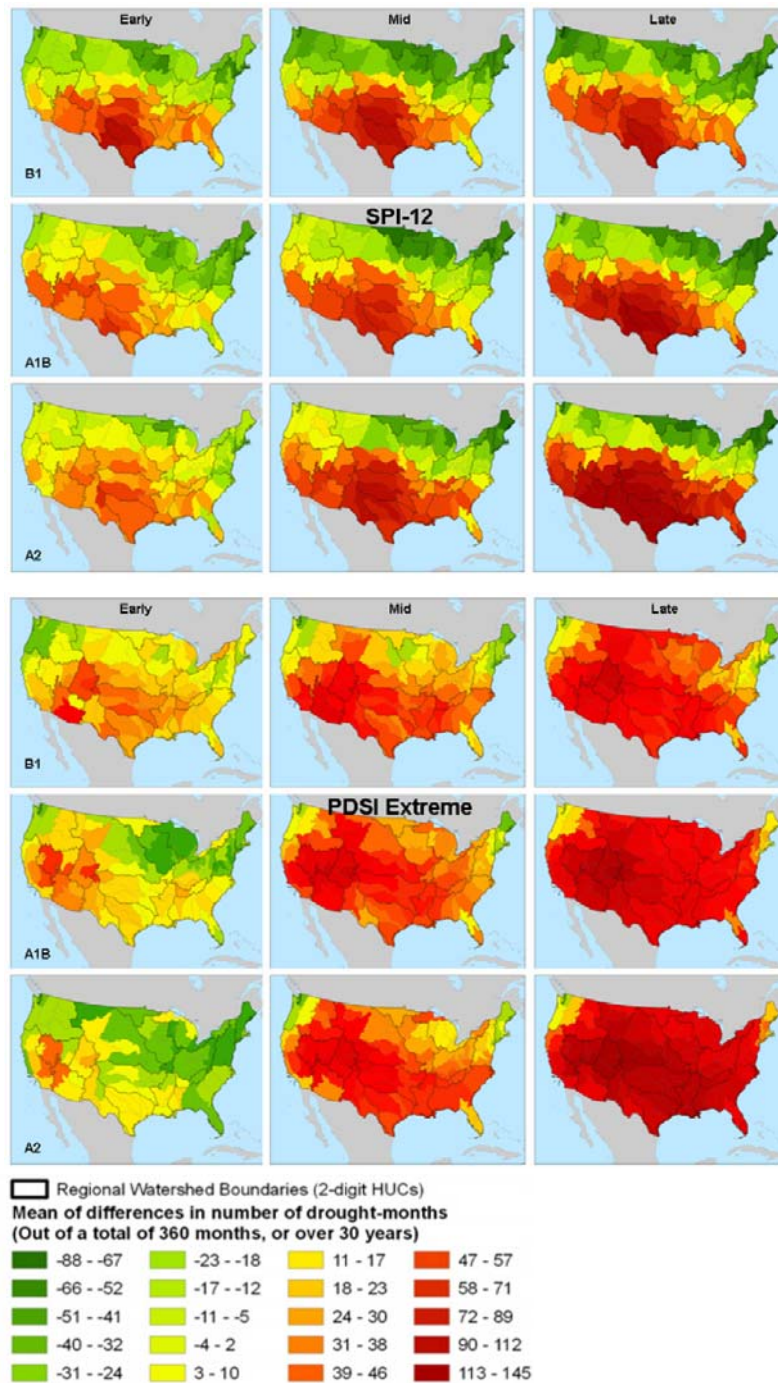 Early Mid Late
B1
SPI-12
A1B
A2
Early Mid Late
B1
PDSI Extreme
A1B
A2
Regional Watershed Boundaries (2-digit HUCs)
Mean of differences in number of drought-months
(Out of a total of 360 months, or over 30 years)
-88 - -67 -23 - -18 11 - 17 47 - 57
-66 - -52 -17 - -12 18 - 23 58 - 71
-51 - -41 -11 - -5 24 - 30 72 - 89
-40 - -32 -4 - 2 31 - 38 90 - 112
-31 - -24 3 - 10 39 - 46 113 - 145